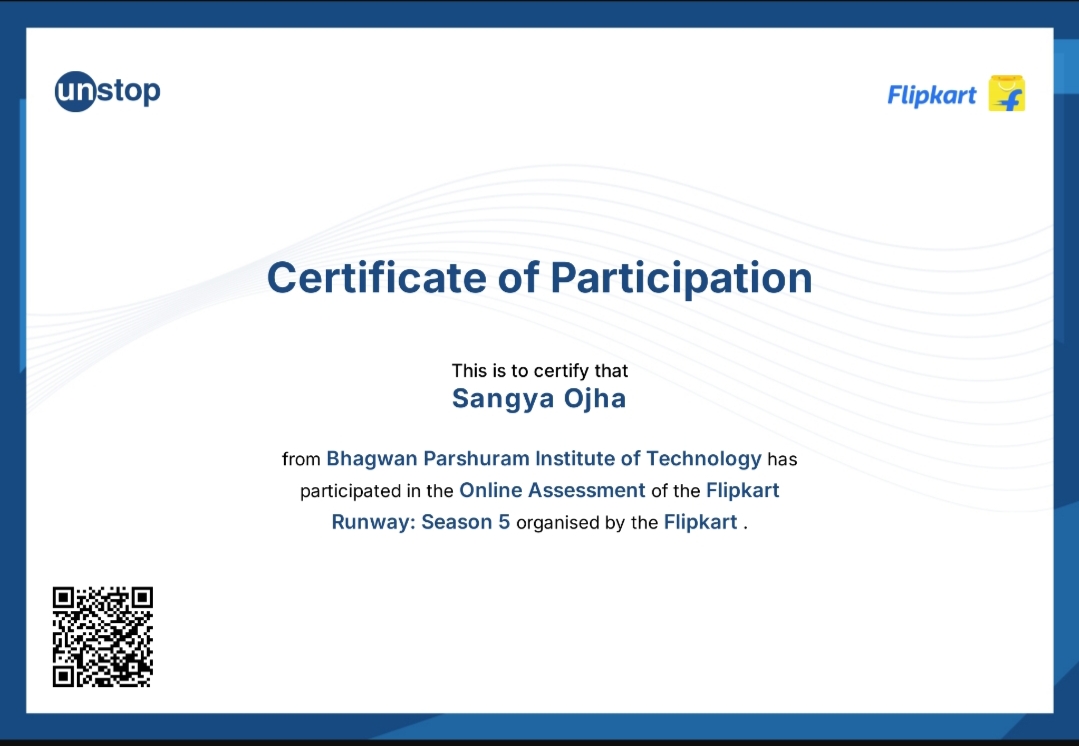 unstop
Flipkart
Certificate of Participation
This is to certify that
Sangya Ojha
from Bhagwan Parshuram Institute of Technology has
participated in the Online Assessment of the Flipkart
Runway: Season 5 organised by the Flipkart .